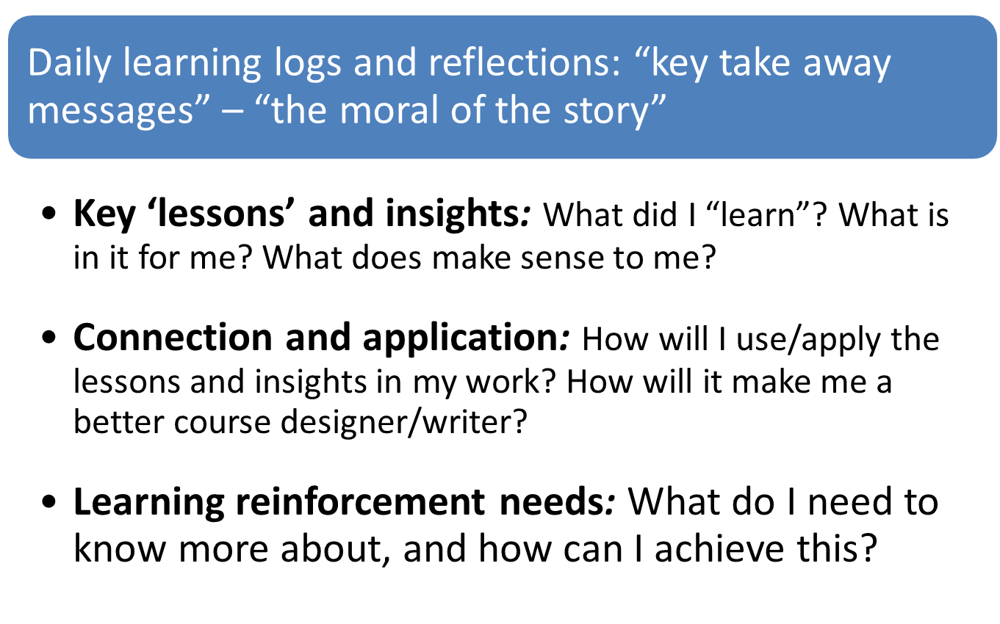 Daily learning logs and reflections: “key take away
messages” – “the moral of the story”
• Key ‘lessons’ and insights: What did I “learn”? What is
in it for me? What does make sense to me?
• Connection and application: How will I use/apply the
lessons and insights in my work? How will it make me a
better course designer/writer?
• Learning reinforcement needs: What do I need to
know more about, and how can I achieve this?